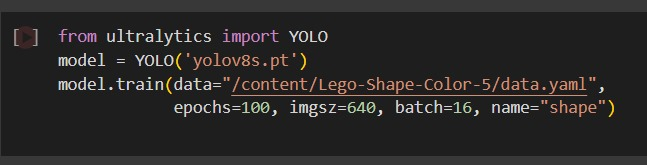 [ ] from ultralytics import YOLO
model = YOLO('yolov8s.pt')
model.train(data="/content/Lego-Shape-Color-5/data.yaml",
epochs=100, imgsz=640, batch=16, name="shape")